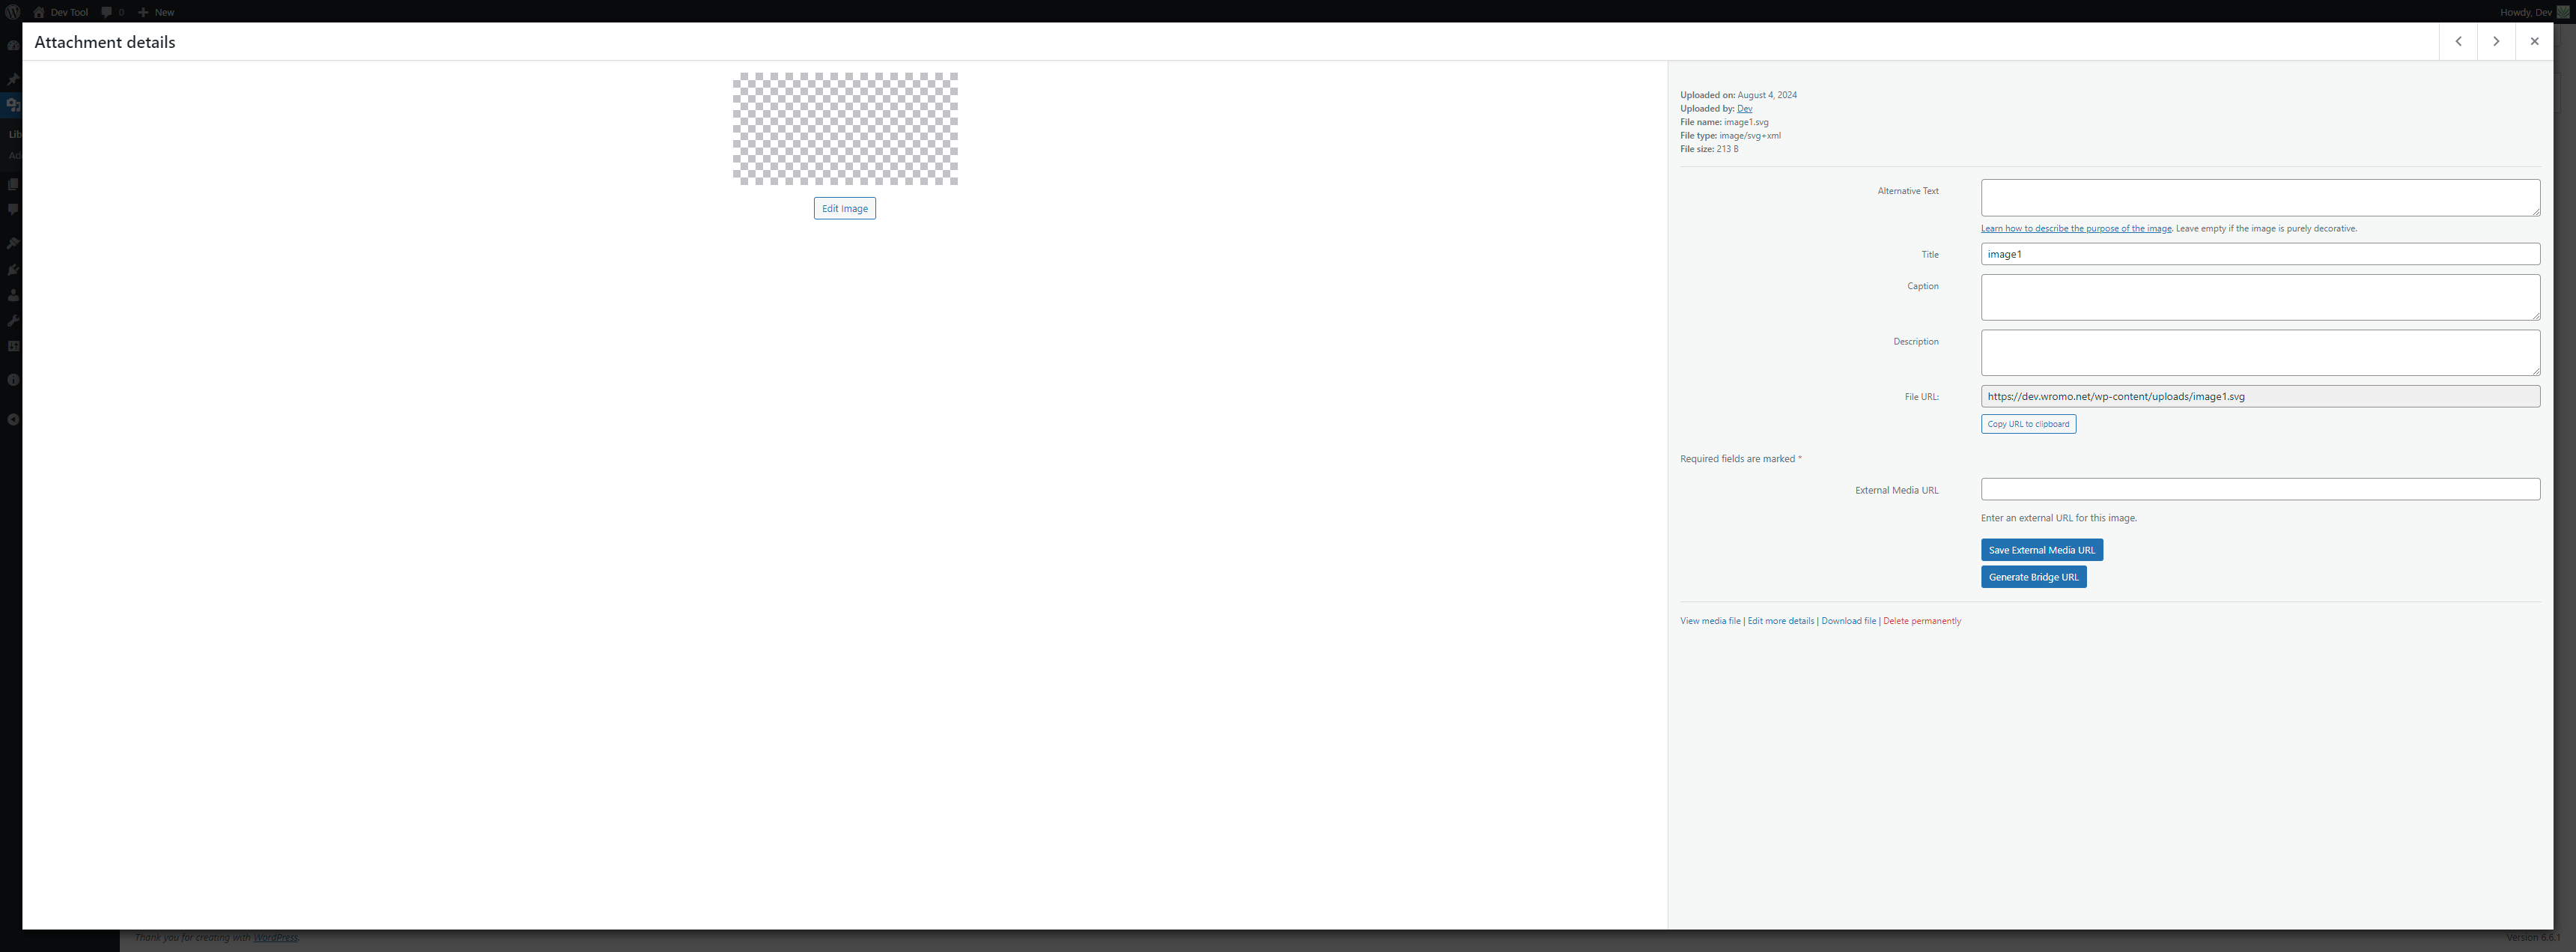 Dev Tool 0 New Howdy, Dev
Attachment details
Lib
Ad
Edit Image
Uploaded on: August 4, 2024
Uploaded by: Dev
File name: image1.svg
File type: image/svg+xml
File size: 213 B
Alternative Text
Learn how to describe the purpose of the image. Leave empty if the image is purely decorative.
Title image1
Caption
Description
File URL: https://dev.wromo.net/wp-content/uploads/image1.svg
Copy URL to clipboard
Required fields are marked *
External Media URL
Enter an external URL for this image.
Save External Media URL
Generate Bridge URL
View media file | Edit more details | Download file | Delete permanently
Thank you for creating with WordPress. Version 6.6.1